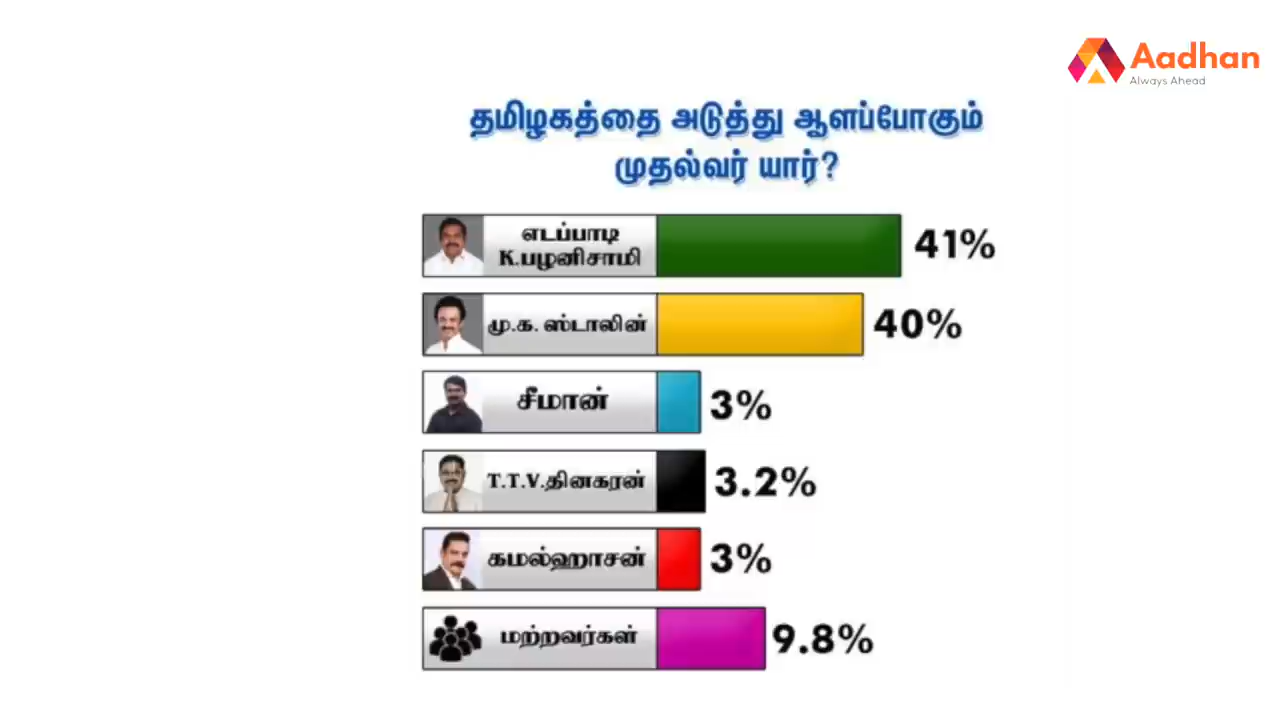 Aadhan
Always Ahead
தமிழகத்தை அடுத்து ஆளப்போகும்
முதல்வர் யார்?
எடப்பாடி
K.பழனிசாமி
41%
மு.க. ஸ்டாலின்
40%
சீமான்
3%
T.T.V.தினகரன்
3.2%
கமல்ஹாசன்
3%
மற்றவர்கள்
9.8%